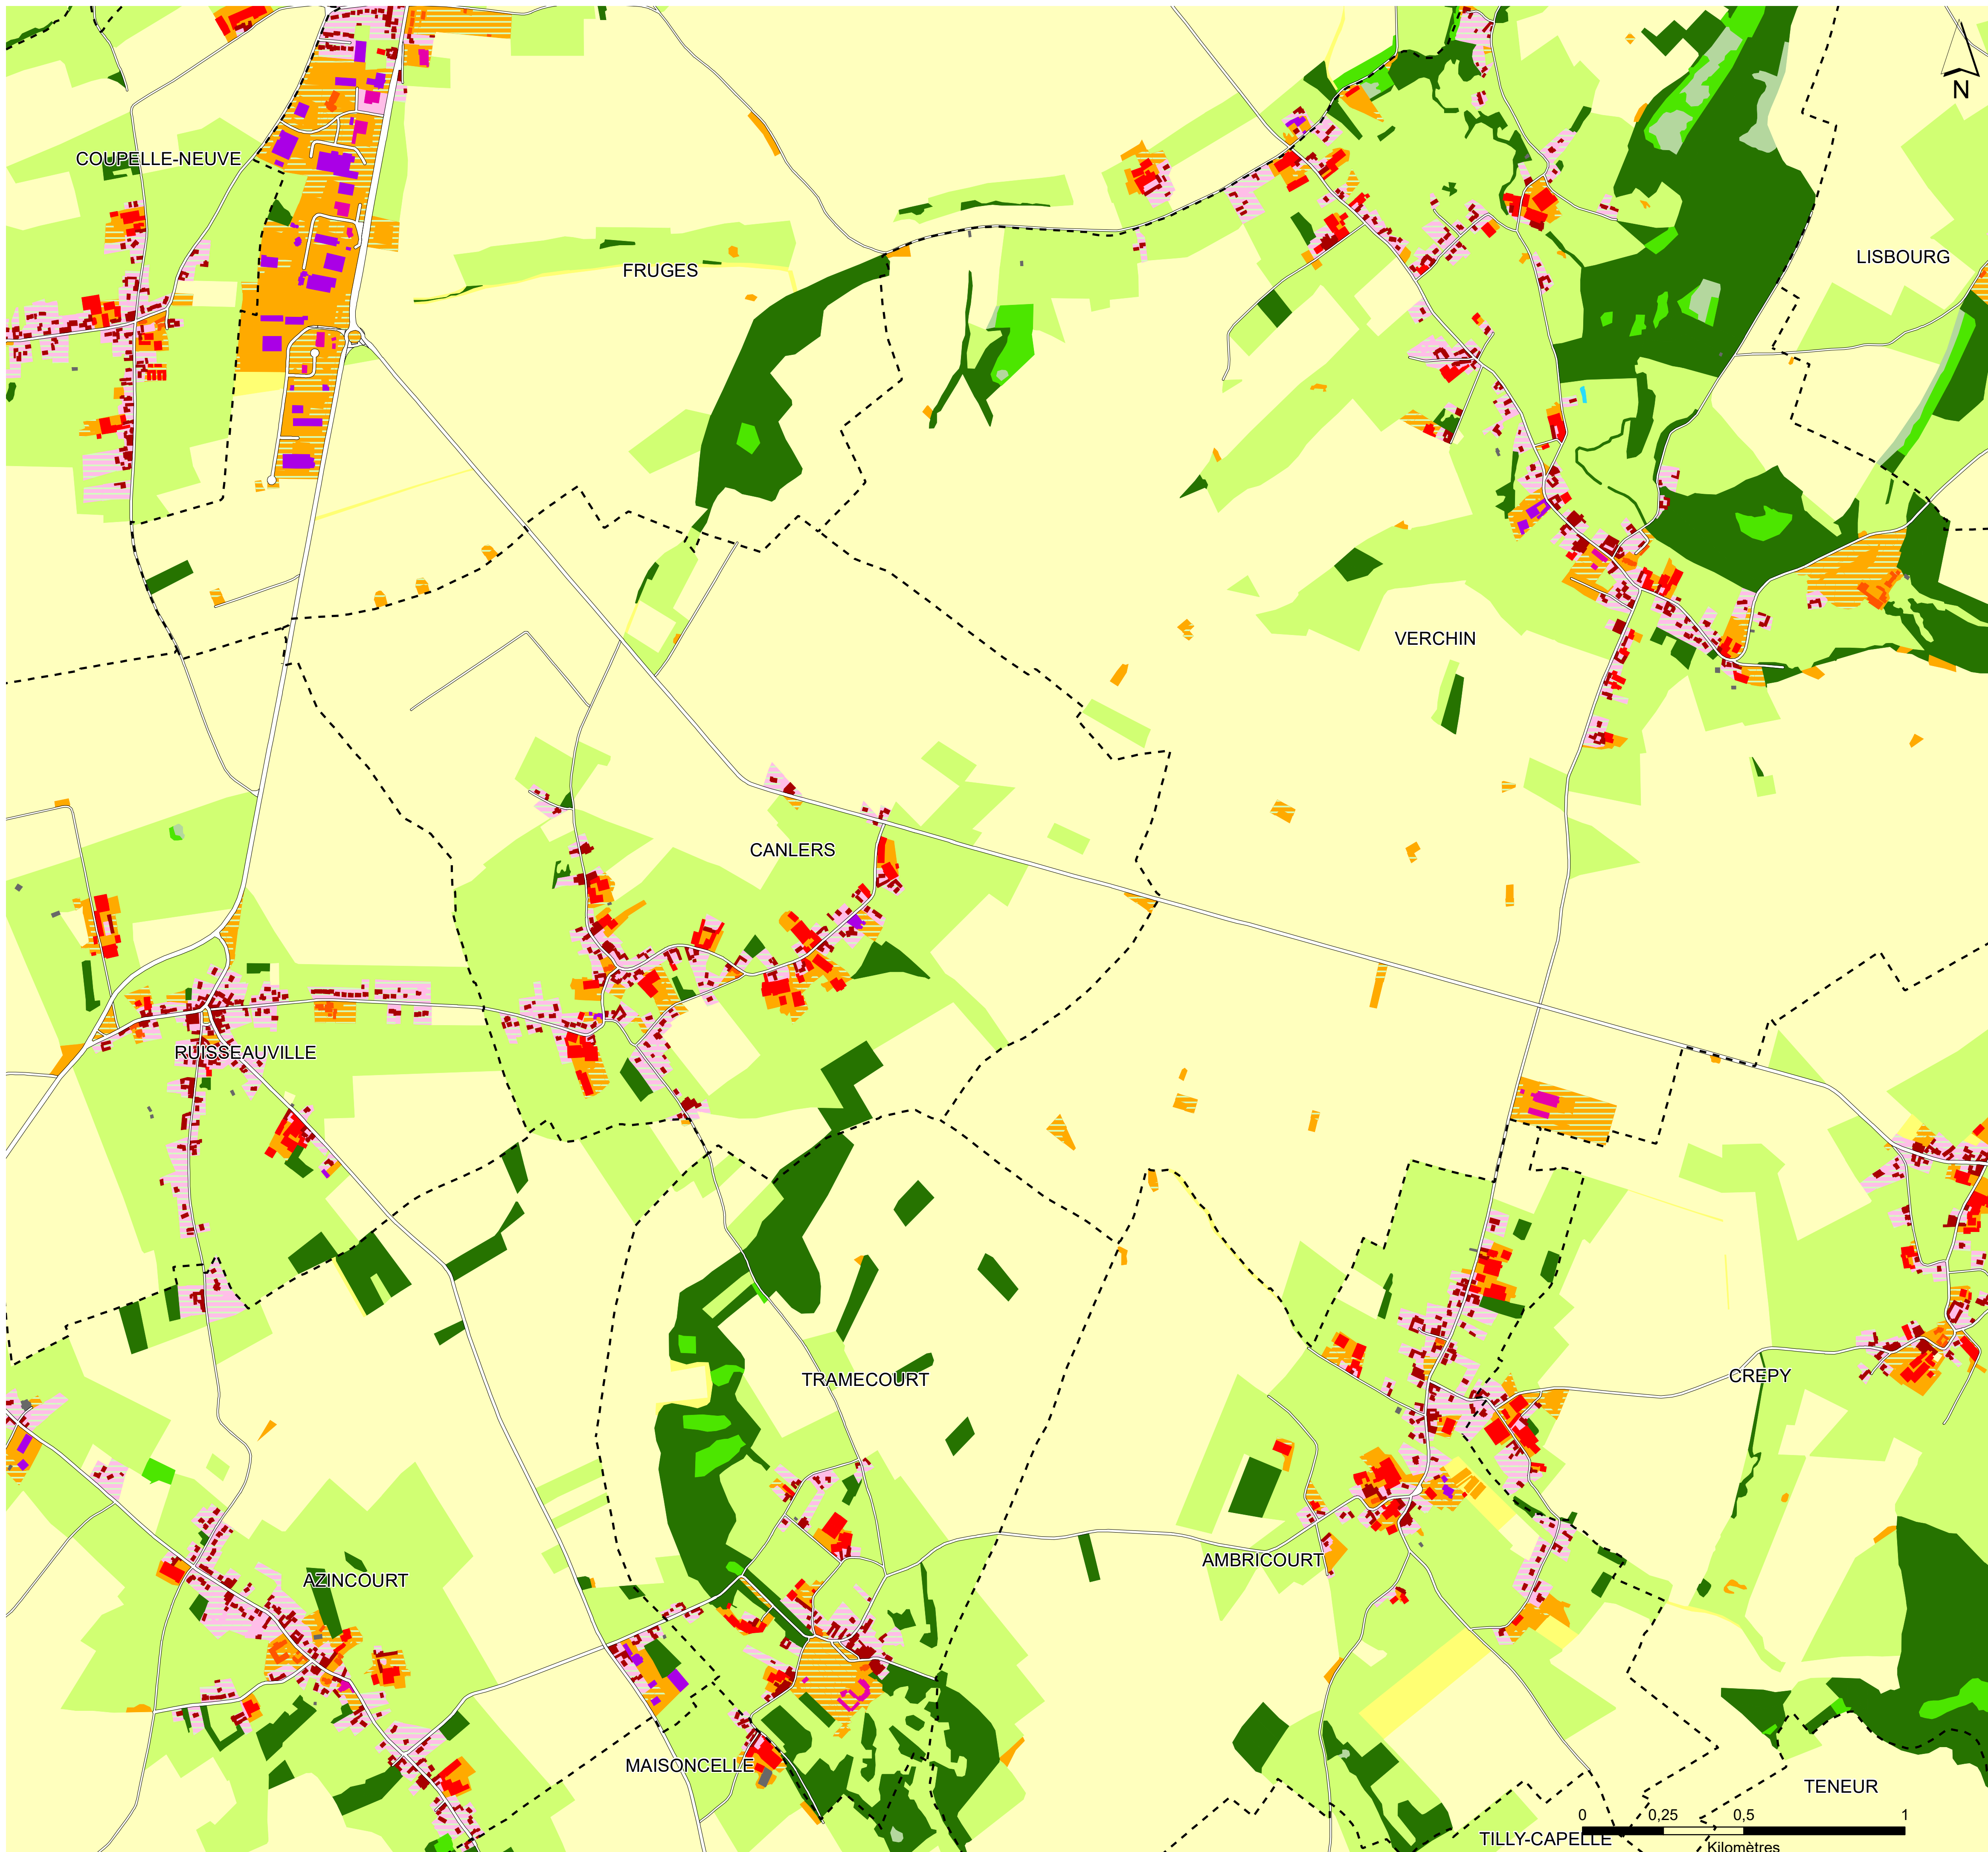 N
COUPELLE-NEUVE
LISBOURG
FRUGES
VERCHIN
CANLERS
RUISSEAUVILLE
CREPY
TRAMECOURT
AMBRICOURT
AZINCOURT
MAISONCELLE
TENEUR
0 0,25 0,5 1
TILLY-CAPELLE
Kilomètres